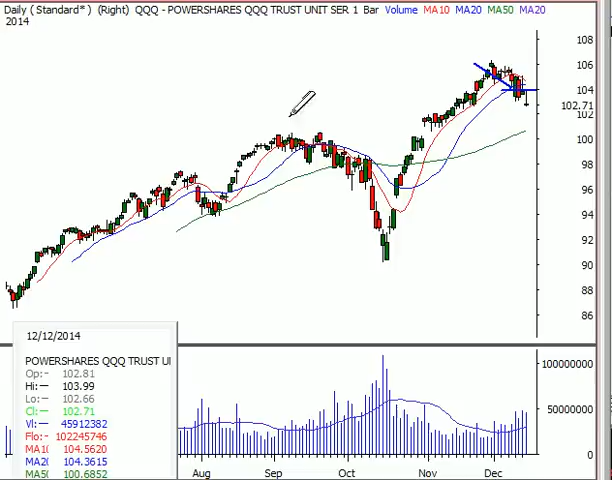 Daily (Standard*) (Right) QQQ - POWERSHARES QQQ TRUST UNIT SER 1 Bar Volume MA10 MA20 MA50 MA20
2014
108
106
104
102.71
102
100
98
96
94
92
90
88
86
12/12/2014
POWERSHARES QQQ TRUST UI
Op:- 102.81
Hi:- 103.99
Lo:- 102.66
Cl:- 102.71
Vl:- 45912382
Flo:- 102245746
MA10 104.5620
MA20 104.3615
MA50 100.6852
100000000
50000000
0
Aug Sep Oct Nov Dec